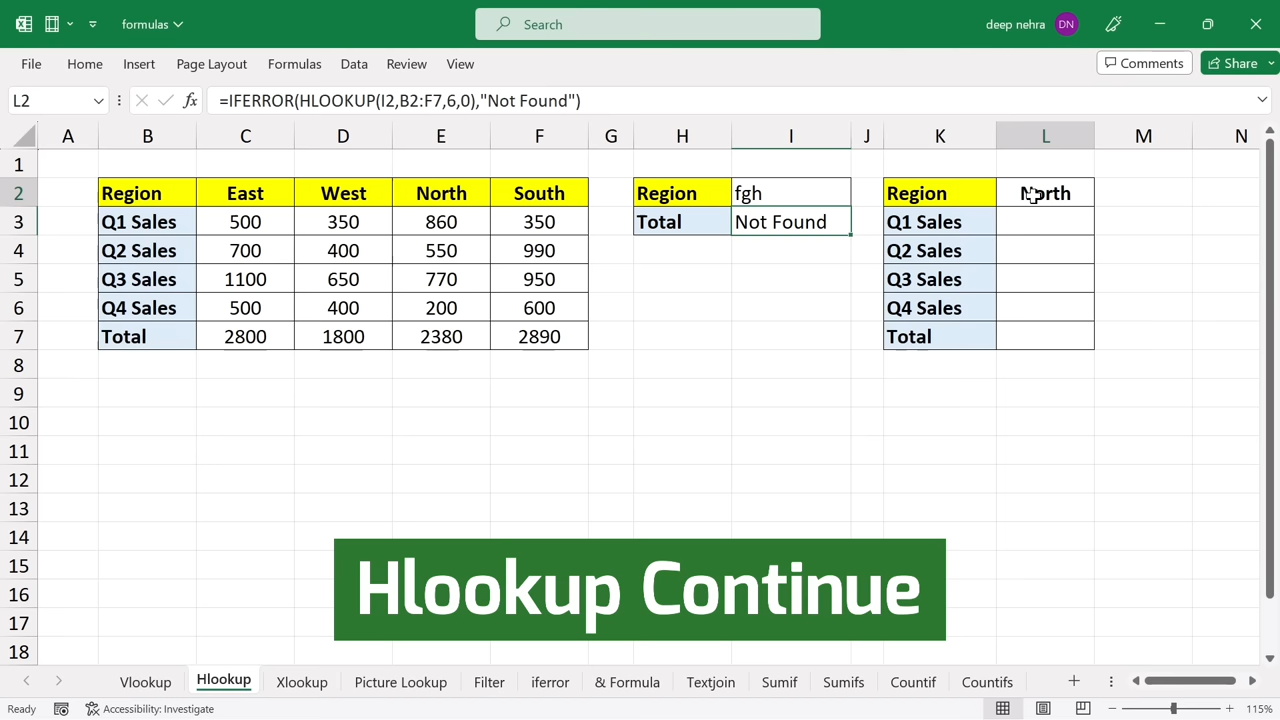 formulas
Search
deep nehra
DN
File
Home
Insert
Page Layout
Formulas
Data
Review
View
Comments
Share
L2
fx
=IFERROR(HLOOKUP(I2,B2:F7,6,0),"Not Found")
A B C D E F G H I J K L M N
1
2 Region East West North South Region fgh Region North
3 Q1 Sales 500 350 860 350 Total Not Found Q1 Sales
4 Q2 Sales 700 400 550 990 Q2 Sales
5 Q3 Sales 1100 650 770 950 Q3 Sales
6 Q4 Sales 500 400 200 600 Q4 Sales
7 Total 2800 1800 2380 2890 Total
8
9
10
11
12
13
14
15
16
17
18
Hlookup Continue
Vlookup Hlookup Xlookup Picture Lookup Filter iferror & Formula Textjoin Sumif Sumifs Countif Countifs
Ready
Accessibility: Investigate
115%